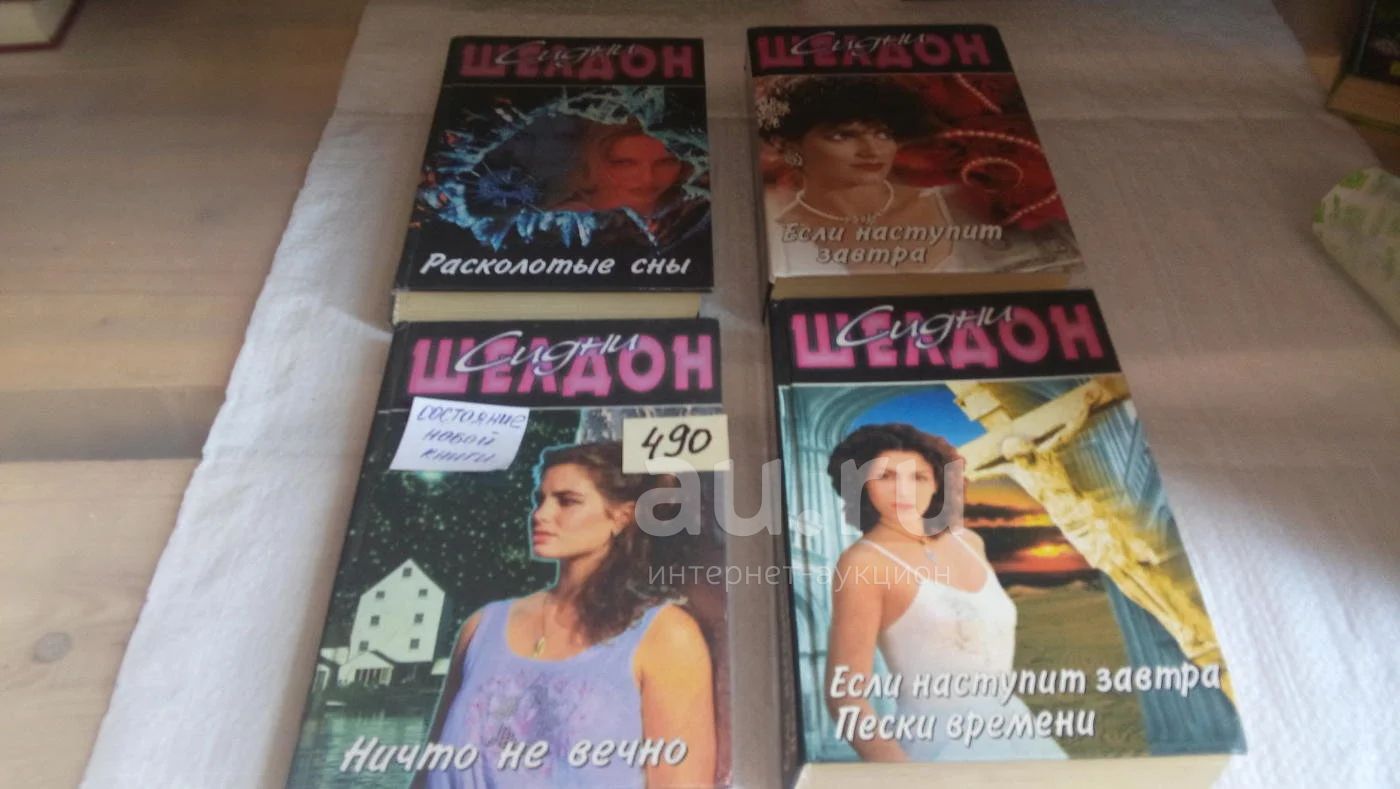 Сидни
ШЕЛДОН
Расколотые сны
Сидни
ШЕЛДОН
Если наступит
завтра
Сидни
ШЕЛДОН
состояние
новой
книги
490
Ничто не вечно
Сидни
ШЕЛДОН
Если наступит завтра
Пески времени
au.ru
интернет-аукцион